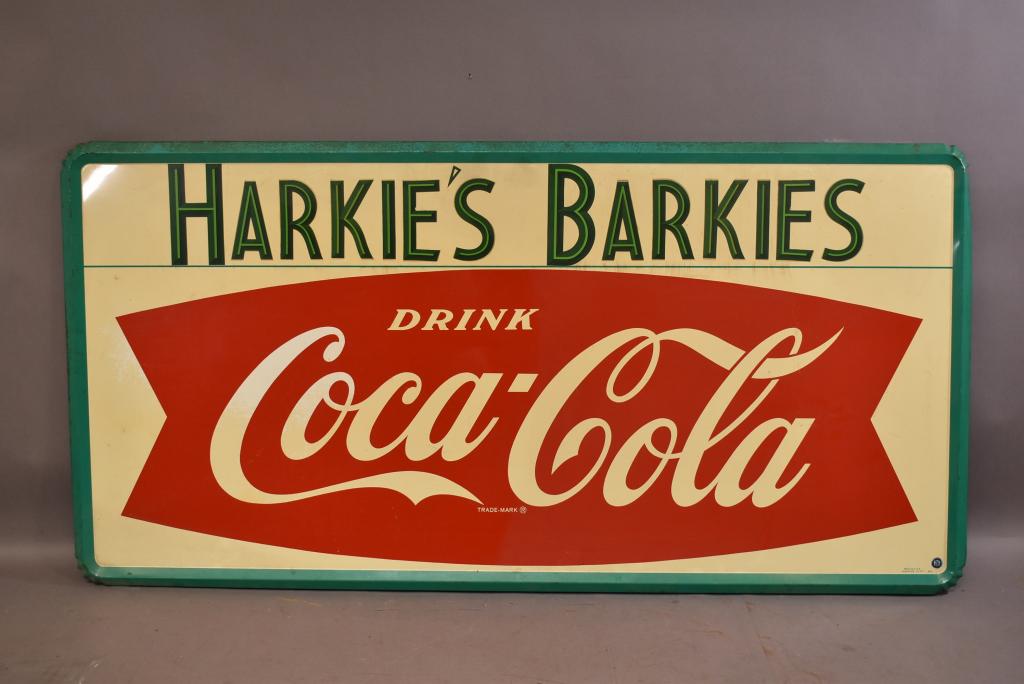 HARKIE'S BARKIES
DRINK
Coca-Cola
TRADE-MARK ®